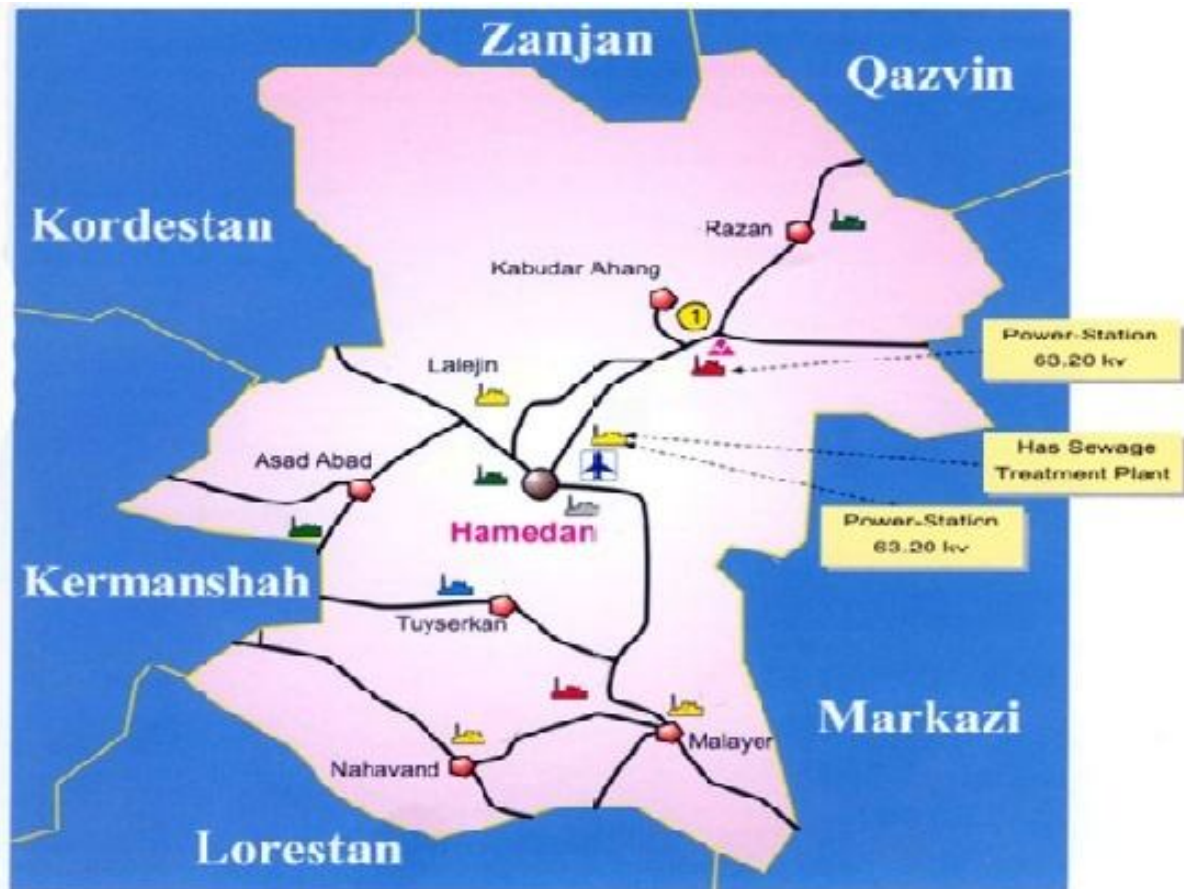 Zanjan
Qazvin
Kordestan
Razan
Kabudar Ahang
1
Power-Station
63.20 kv
Lalejin
Has Sewage
Treatment Plant
Asad Abad
Power-Station
63.20 kv
Hamedan
Kermanshah
Tuyserkan
Markazi
Malayer
Nahavand
Lorestan